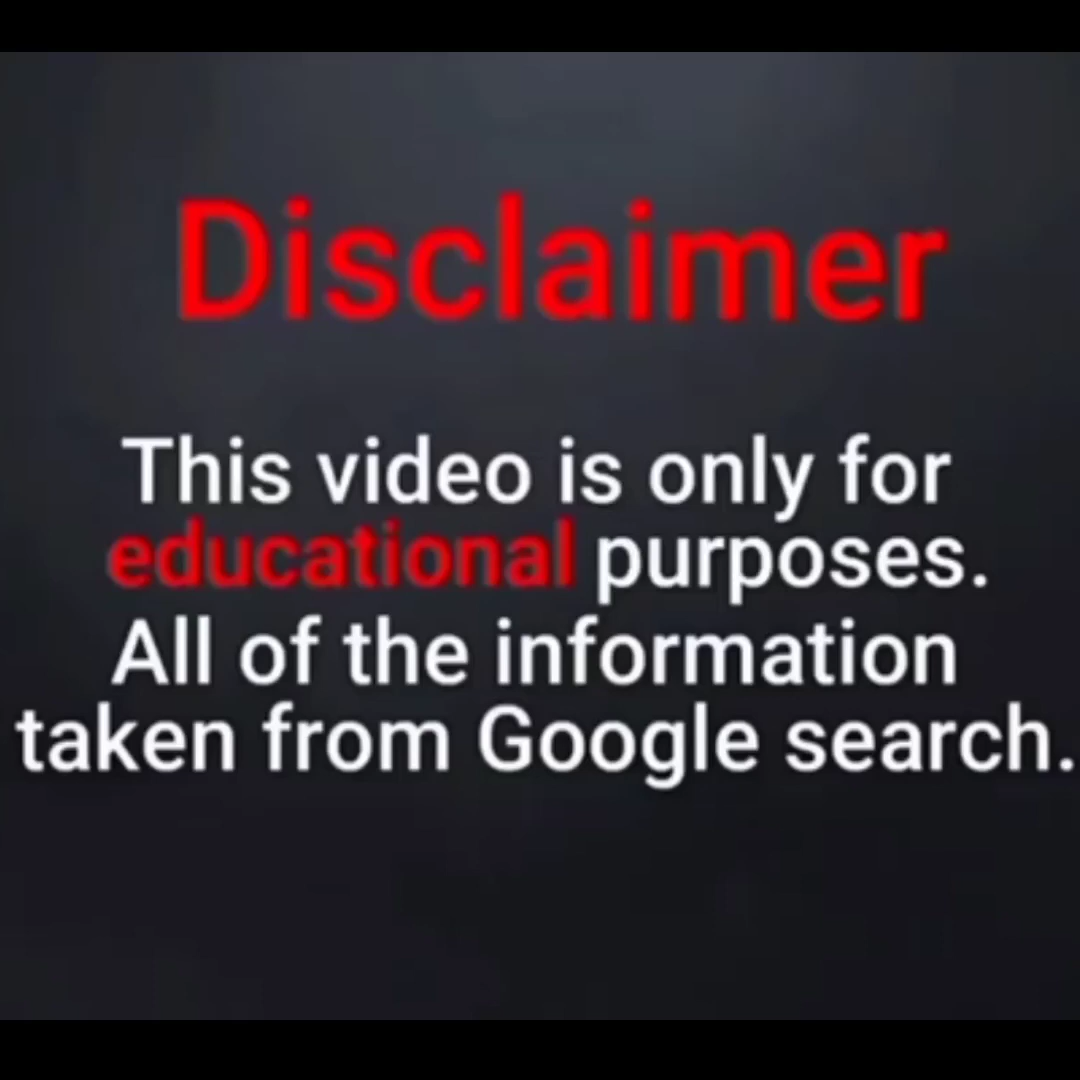 Disclaimer
This video is only for
educational purposes.
All of the information
taken from Google search.